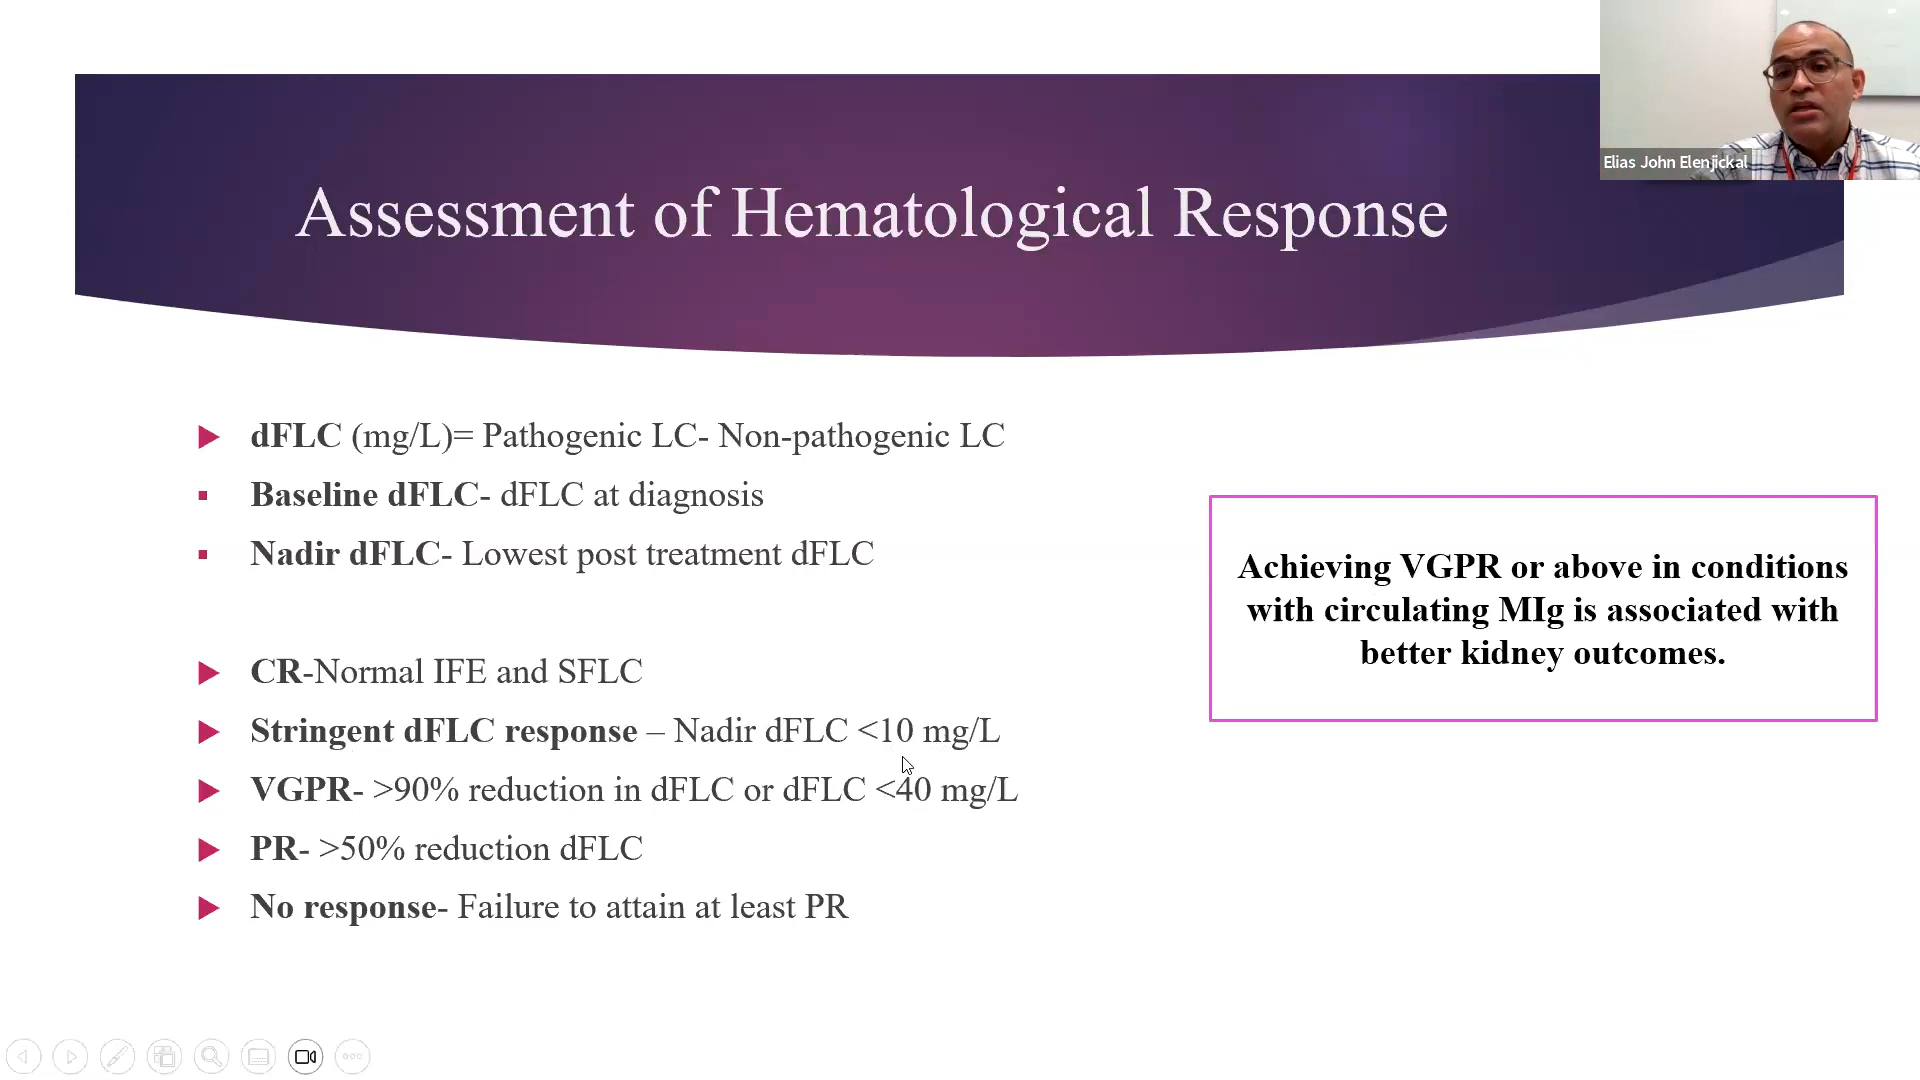 Elias John Elenjickal
Assessment of Hematological Response
dFLC (mg/L)= Pathogenic LC- Non-pathogenic LC
Baseline dFLC- dFLC at diagnosis
Nadir dFLC- Lowest post treatment dFLC
CR-Normal IFE and SFLC
Stringent dFLC response – Nadir dFLC <10 mg/L
VGPR- >90% reduction in dFLC or dFLC <40 mg/L
PR- >50% reduction dFLC
No response- Failure to attain at least PR
Achieving VGPR or above in conditions
with circulating MIg is associated with
better kidney outcomes.